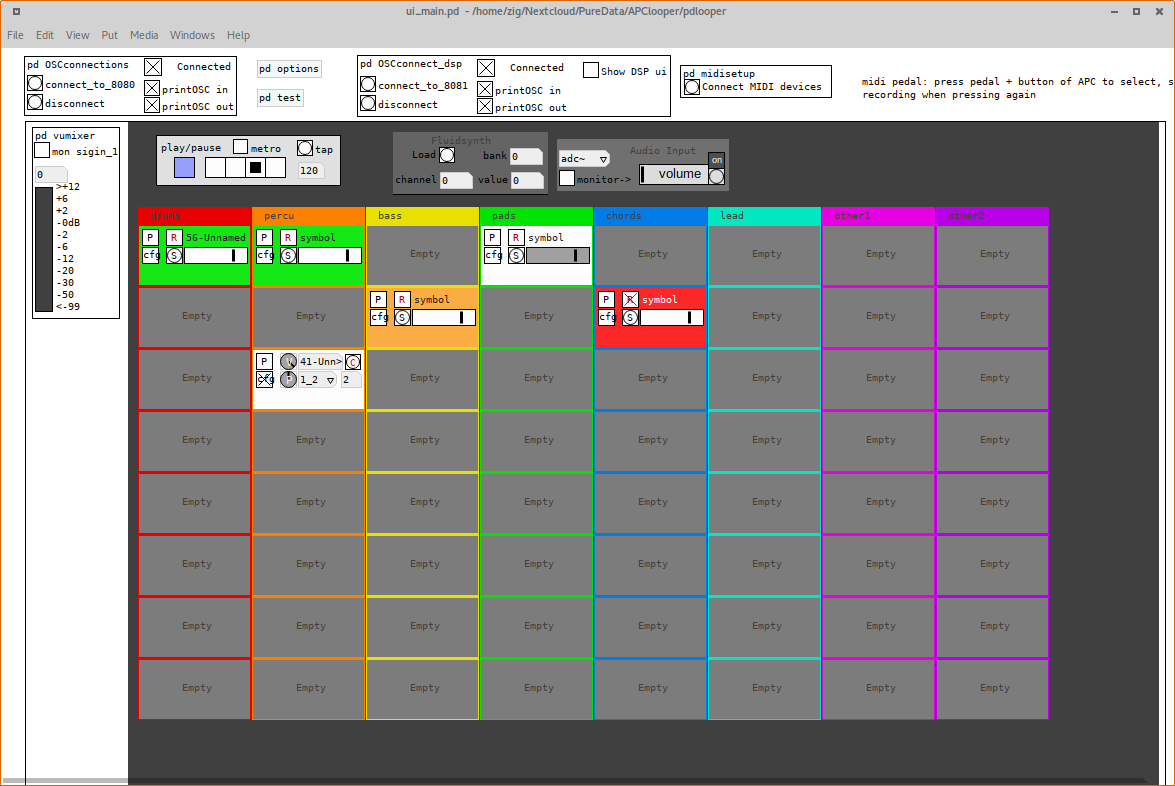 ui_main.pd - /home/zig/Nextcloud/PureData/APClooper/pdlooper
File Edit View Put Media Windows Help
pd OSCconnections
Connected
connect_to_8080
printOSC in
disconnect
printOSC out
pd options
pd test
pd OSCconnect_dsp
Connected
Show DSP ui
connect_to_8081
printOSC in
disconnect
printOSC out
pd midisetup
Connect MIDI devices
midi pedal: press pedal + button of APC to select, s
recording when pressing again
pd vumixer
mon sigin_1
0
>+12
+6
+2
-0dB
-2
-6
-12
-20
-30
-50
<-99
play/pause metro tap
120
Fluidsynth
Load bank 0
channel 0 value 0
Audio Input
adc~
on
monitor-> volume
drums percu bass pads chords lead other1 other2
P R 56-Unnamed
cfg S
P R symbol
cfg S
Empty
P R symbol
cfg S
Empty Empty Empty Empty
Empty Empty
P R symbol
cfg S
Empty
P R symbol
cfg S
Empty Empty Empty
Empty
P 41-Unn> C
cfg P 1_2 2
Empty Empty Empty Empty Empty Empty
Empty Empty Empty Empty Empty Empty Empty Empty
Empty Empty Empty Empty Empty Empty Empty Empty
Empty Empty Empty Empty Empty Empty Empty Empty
Empty Empty Empty Empty Empty Empty Empty Empty
Empty Empty Empty Empty Empty Empty Empty Empty